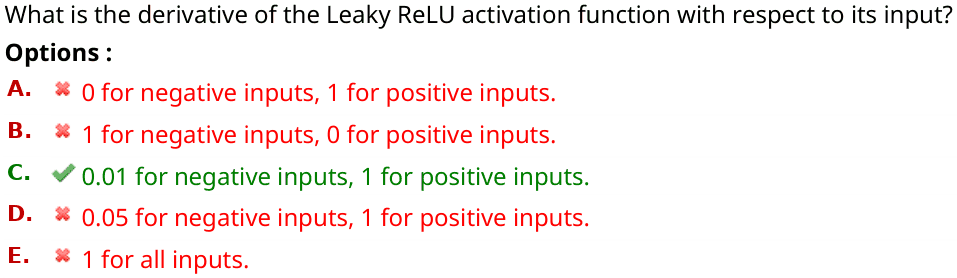 What is the derivative of the Leaky ReLU activation function with respect to its input?
Options :
A. 0 for negative inputs, 1 for positive inputs.
B. 1 for negative inputs, 0 for positive inputs.
C. 0.01 for negative inputs, 1 for positive inputs.
D. 0.05 for negative inputs, 1 for positive inputs.
E. 1 for all inputs.